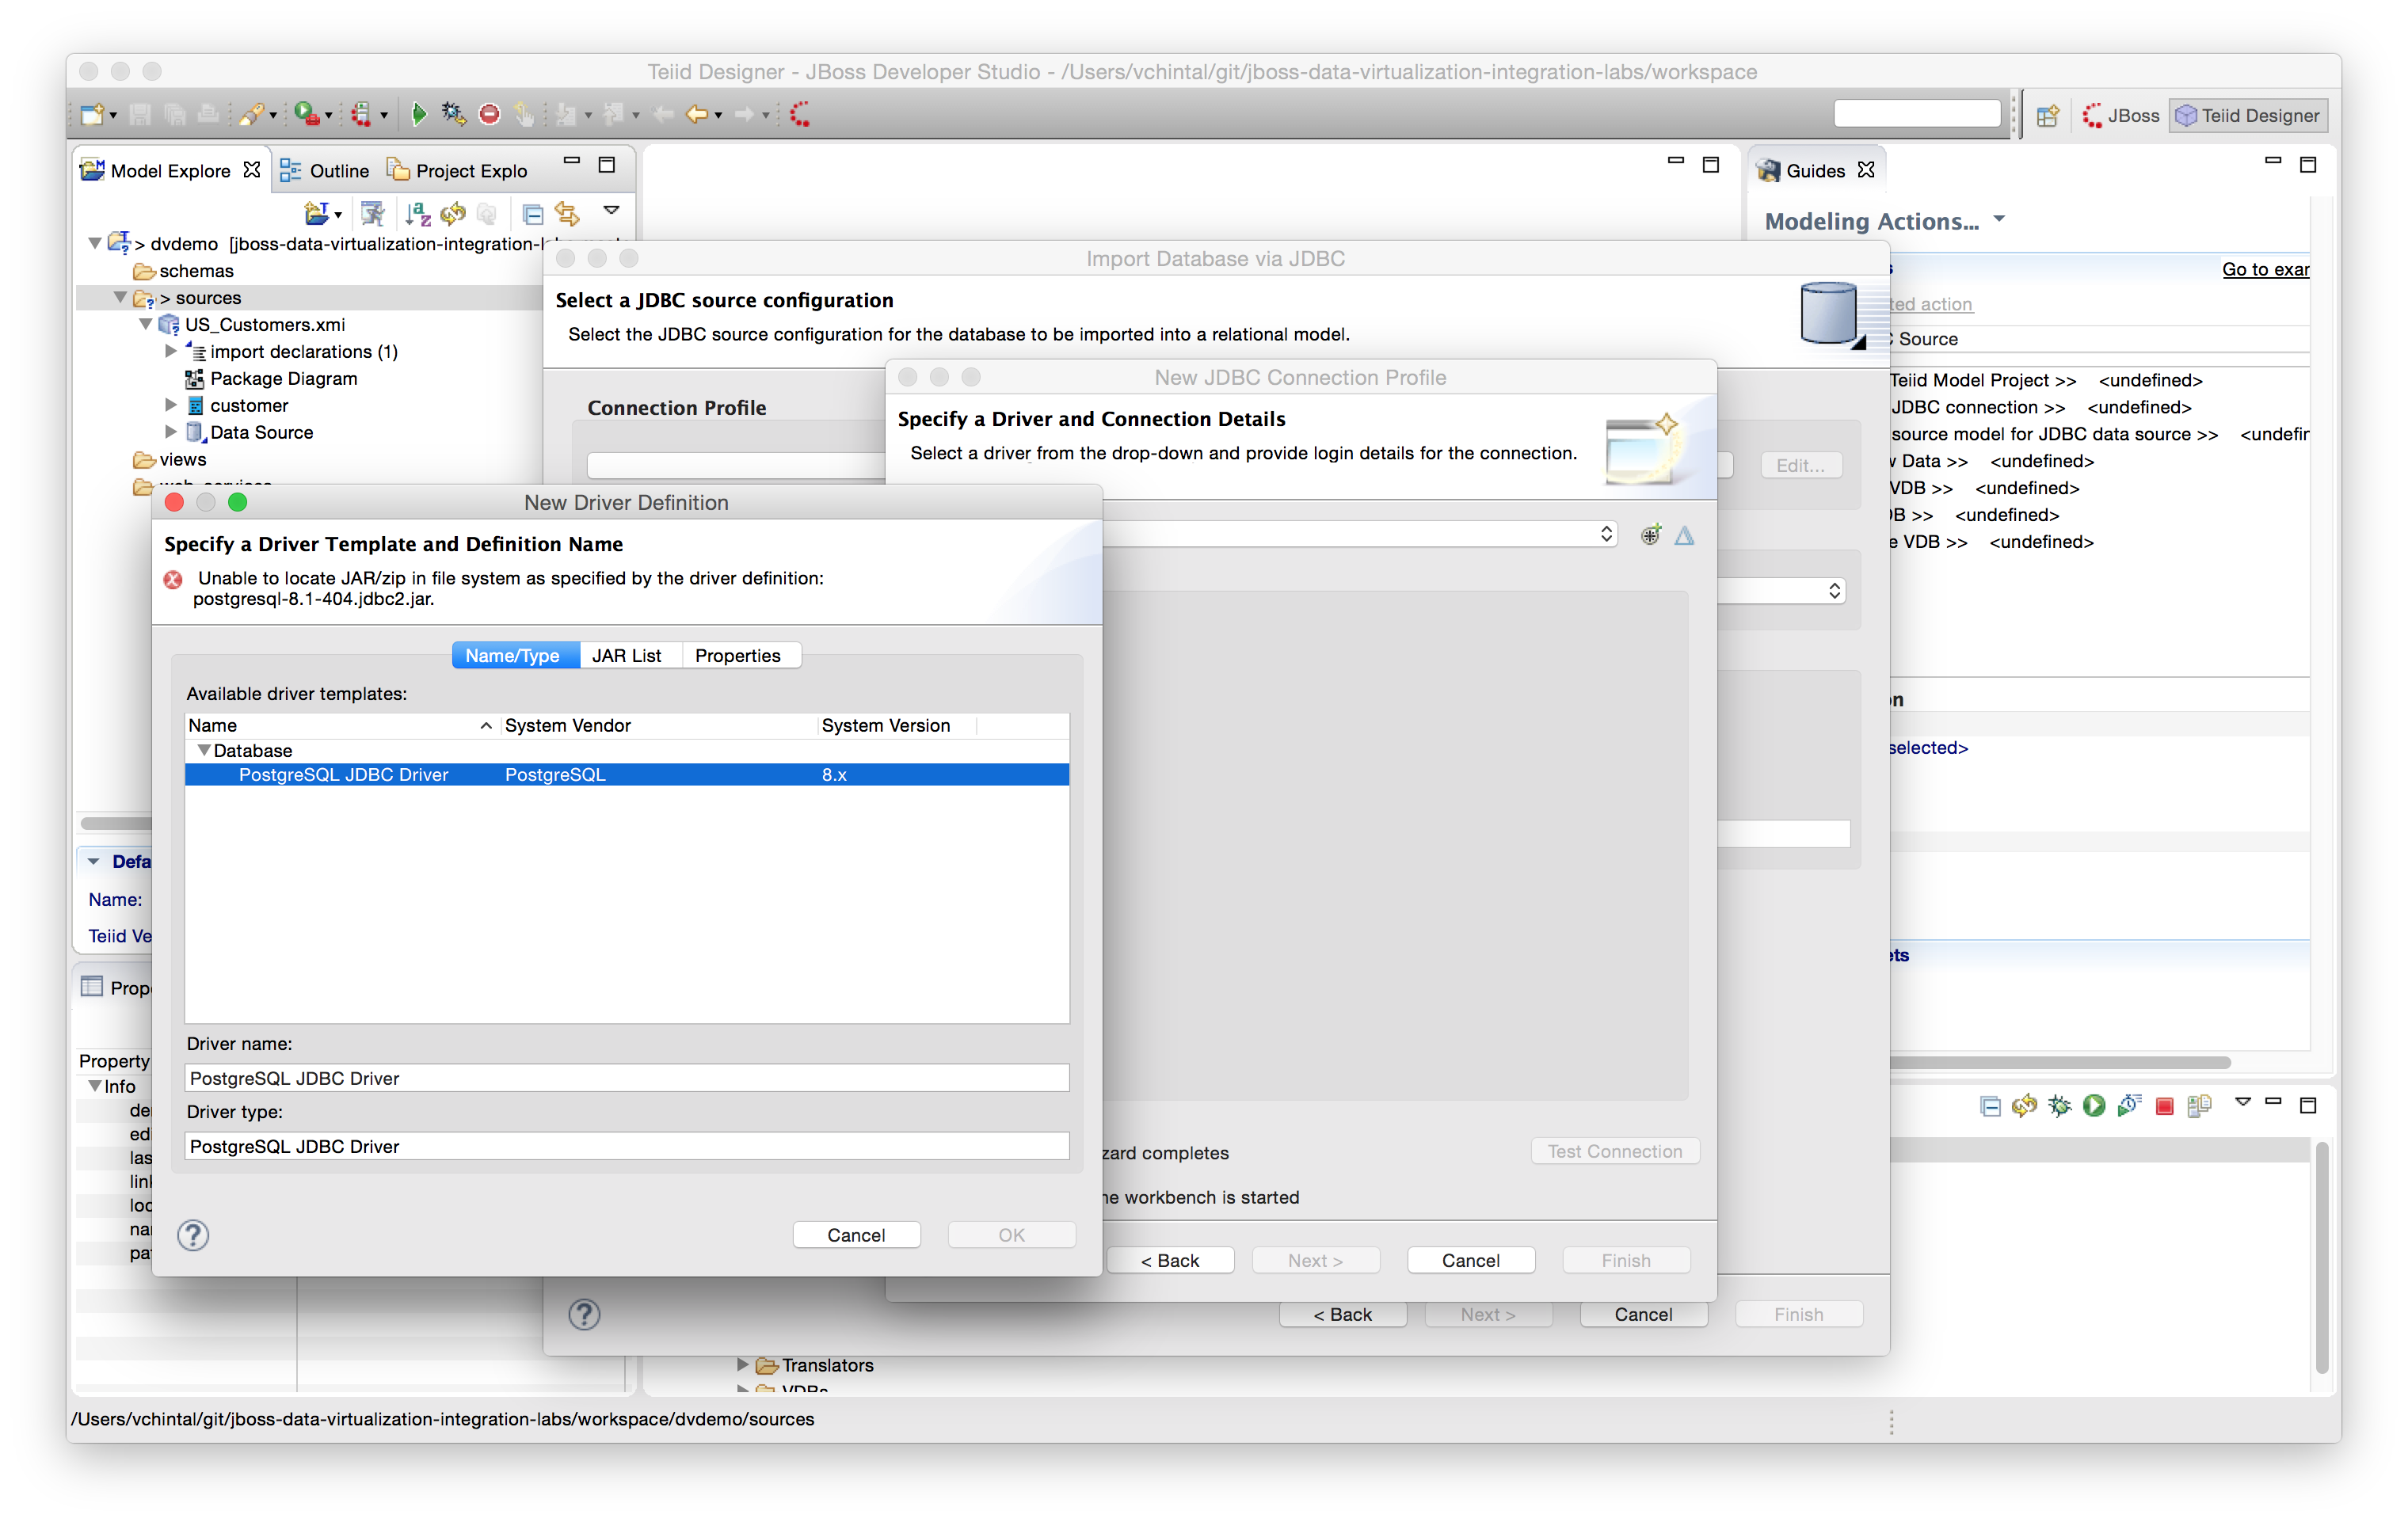 Teiid Designer - JBoss Developer Studio - /Users/vchintal/git/jboss-data-virtualization-integration-labs/workspace
JBoss
Teiid Designer
Model Explore
Outline
Project Explo
Guides
Modeling Actions...
> dvdemo [jboss-data-virtualization-integration-
schemas
> sources
US_Customers.xmi
import declarations (1)
Package Diagram
customer
Data Source
views
Import Database via JDBC
Select a JDBC source configuration
Select the JDBC source configuration for the database to be imported into a relational model.
Connection Profile
Edit...
Go to exar
ted action
Source
Teiid Model Project >> <undefined>
JDBC connection >> <undefined>
source model for JDBC data source >> <undefir
Data >> <undefined>
VDB >> <undefined>
B >> <undefined>
e VDB >> <undefined>
on
selected>
ets
New JDBC Connection Profile
Specify a Driver and Connection Details
Select a driver from the drop-down and provide login details for the connection.
zard completes
Test Connection
he workbench is started
< Back
Next >
Cancel
Finish
New Driver Definition
Specify a Driver Template and Definition Name
Unable to locate JAR/zip in file system as specified by the driver definition:
postgresql-8.1-404.jdbc2.jar.
Name/Type
JAR List
Properties
Available driver templates:
Name
System Vendor
System Version
Database
PostgreSQL JDBC Driver PostgreSQL 8.x
Driver name:
PostgreSQL JDBC Driver
Driver type:
PostgreSQL JDBC Driver
Cancel
OK
< Back
Next >
Cancel
Finish
Defa
Name:
Teiid Ve
Prop
Property
Info
de
edi
las
linl
loc
nar
pat
Translators
VDBs
/Users/vchintal/git/jboss-data-virtualization-integration-labs/workspace/dvdemo/sources